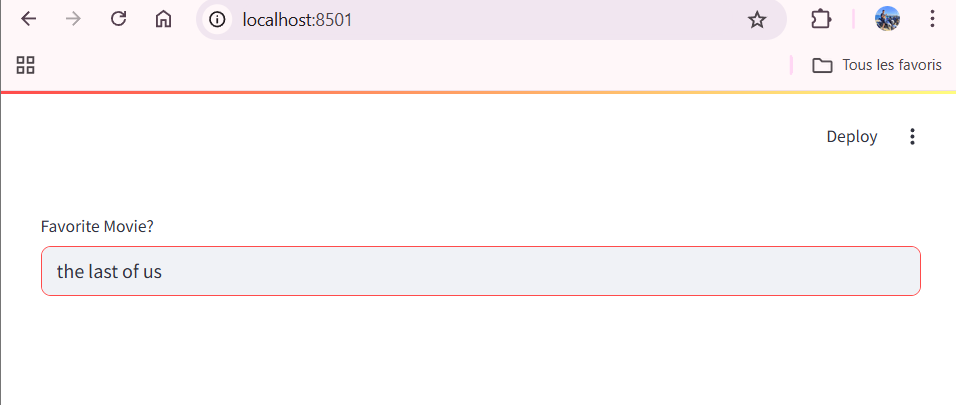 localhost:8501
Tous les favoris
Deploy
Favorite Movie?
the last of us